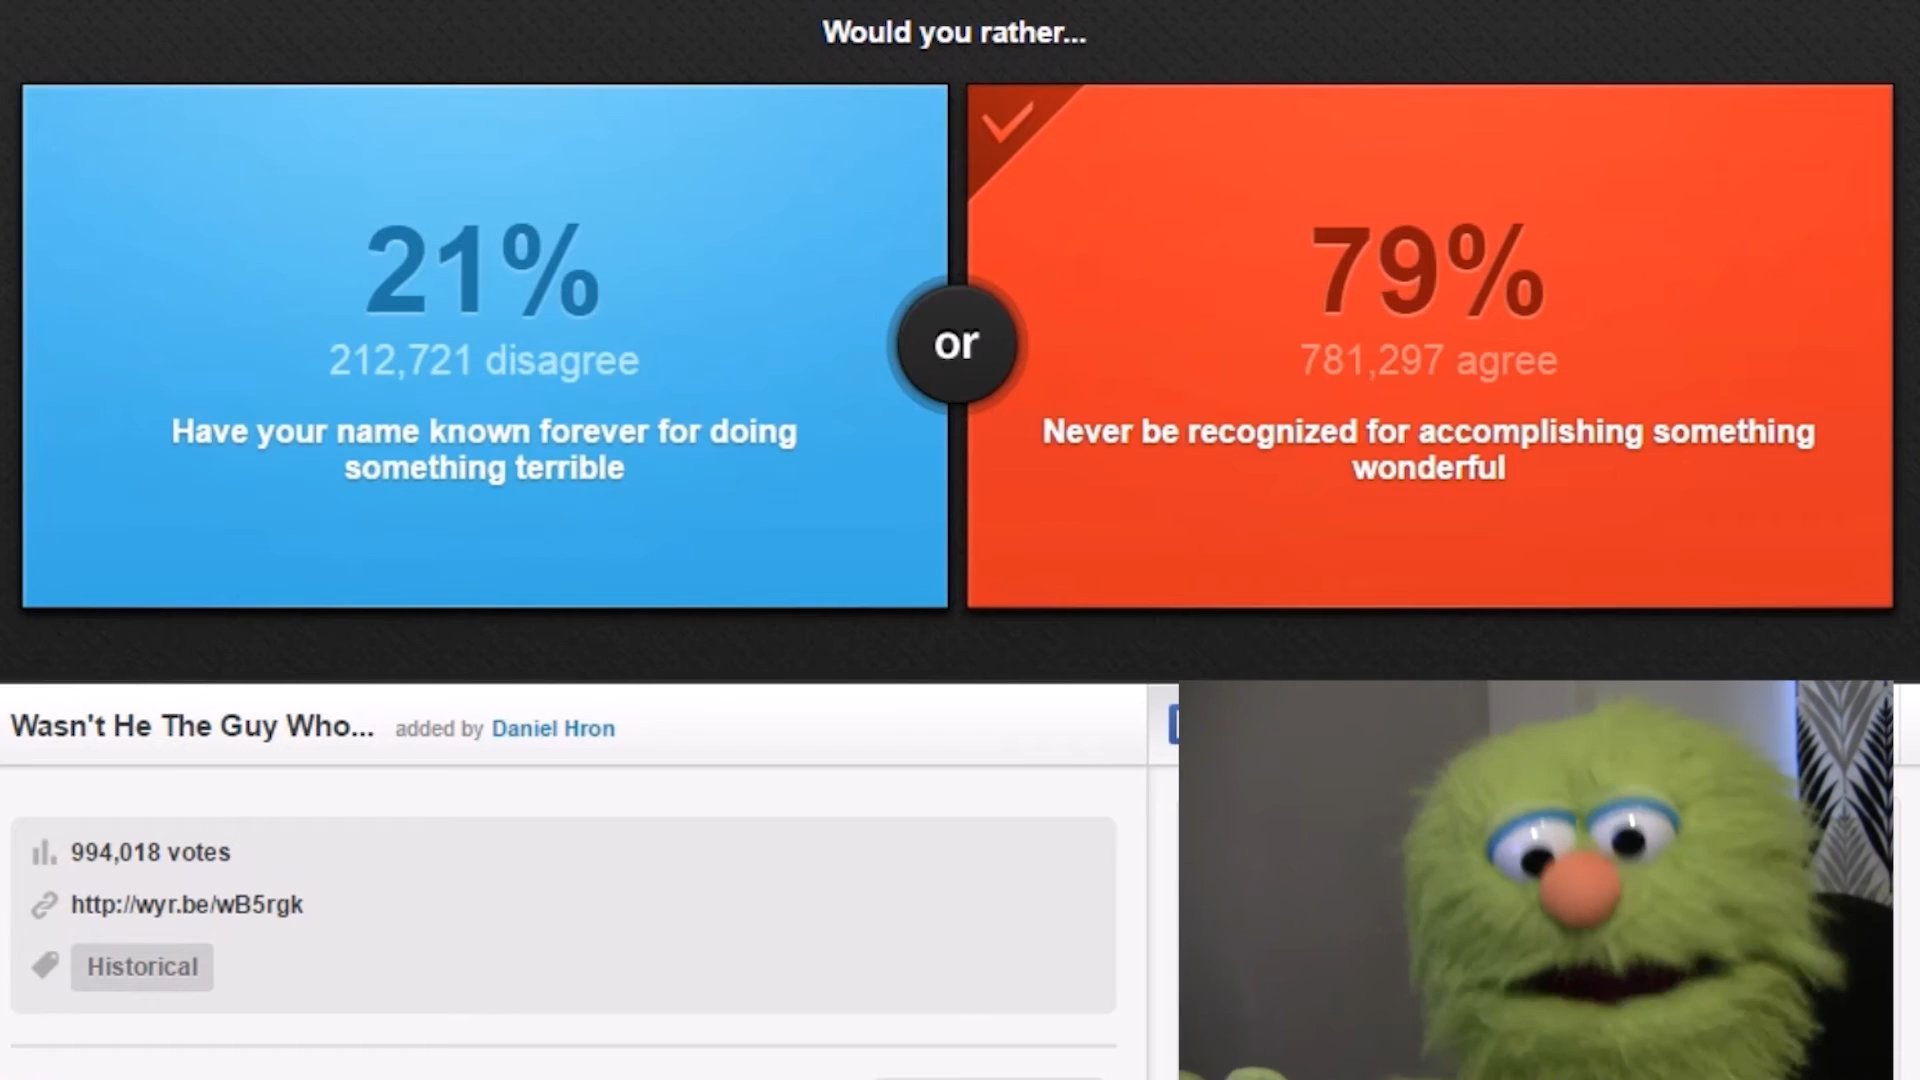 Would you rather...
21%
212,721 disagree
Have your name known forever for doing
something terrible
or
79%
781,297 agree
Never be recognized for accomplishing something
wonderful
Wasn't He The Guy Who... added by Daniel Hron
994,018 votes
http://wyr.be/wB5rgk
Historical